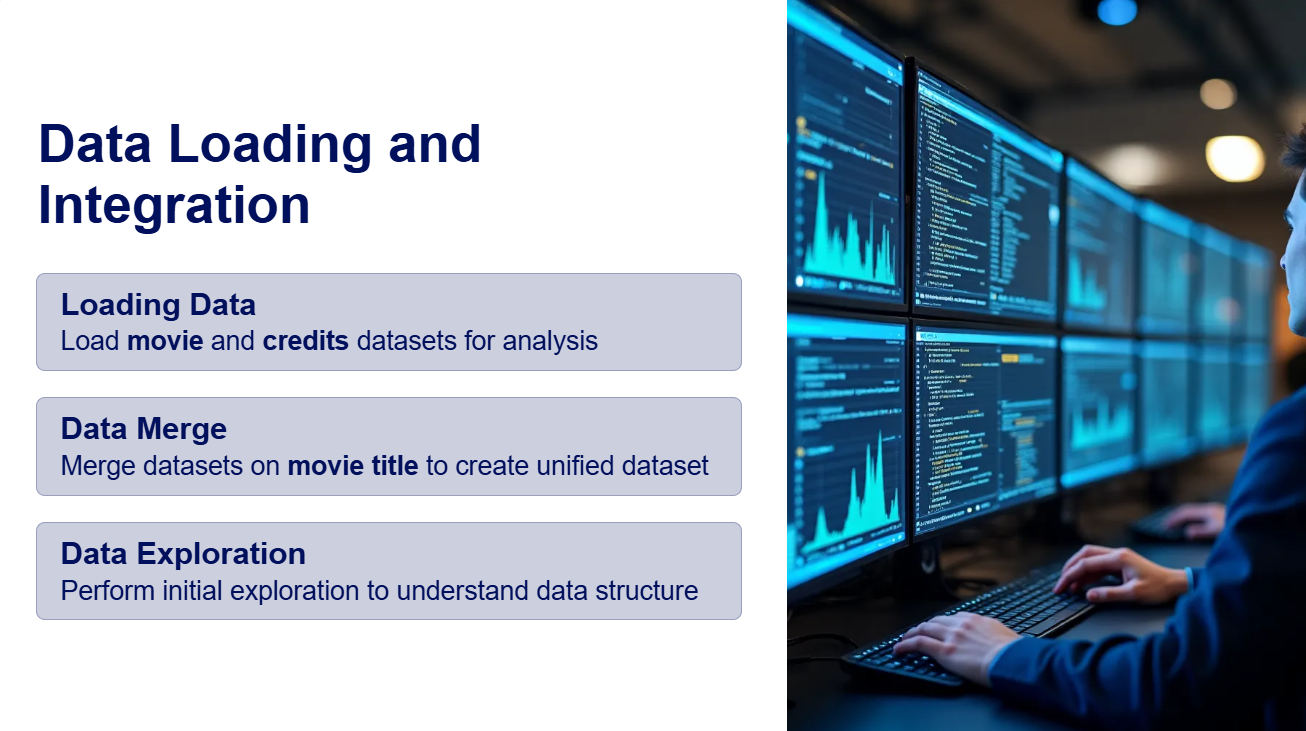 Data Loading and
Integration
Loading Data
Load movie and credits datasets for analysis
Data Merge
Merge datasets on movie title to create unified dataset
Data Exploration
Perform initial exploration to understand data structure